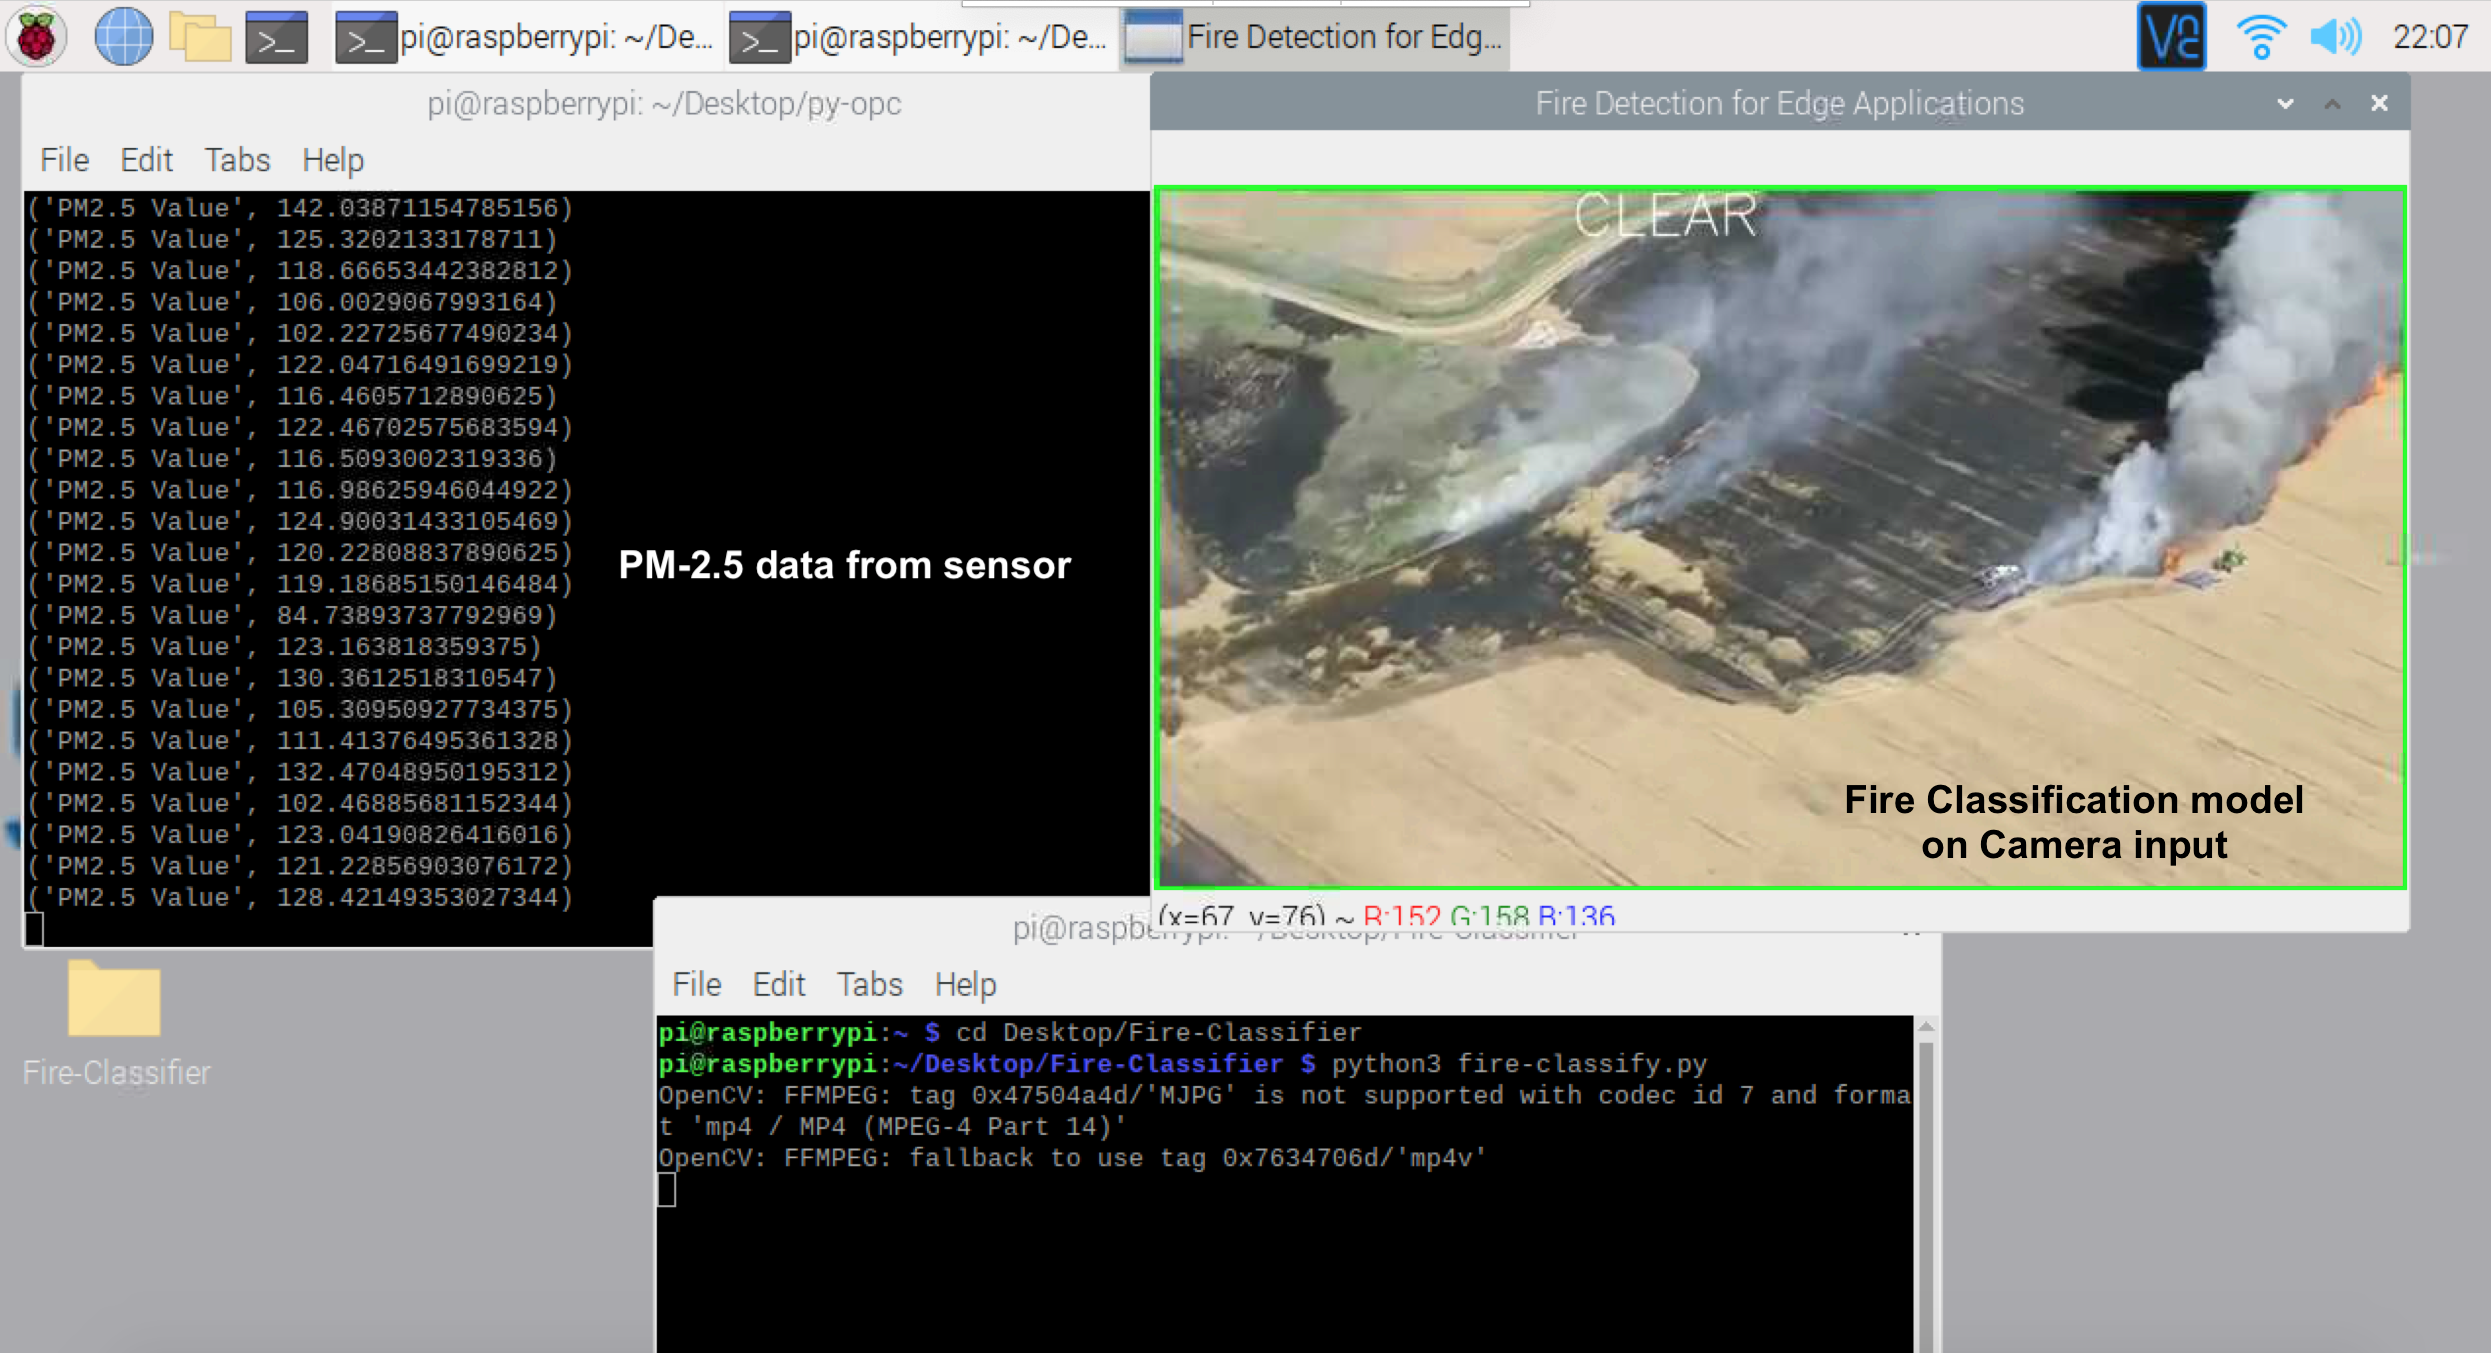 pi@raspberrypi: ~/De...
pi@raspberrypi: ~/De...
Fire Detection for Edg...
22:07
pi@raspberrypi: ~/Desktop/py-opc
File Edit Tabs Help
('PM2.5 Value', 142.03871154785156)
('PM2.5 Value', 125.3202133178711)
('PM2.5 Value', 118.66653442382812)
('PM2.5 Value', 106.0029067993164)
('PM2.5 Value', 102.22725677490234)
('PM2.5 Value', 122.04716491699219)
('PM2.5 Value', 116.4605712890625)
('PM2.5 Value', 122.46702575683594)
('PM2.5 Value', 116.5093002319336)
('PM2.5 Value', 116.98625946044922)
('PM2.5 Value', 124.90031433105469)
('PM2.5 Value', 120.22808837890625)
('PM2.5 Value', 119.18685150146484)
('PM2.5 Value', 84.73893737792969)
('PM2.5 Value', 123.163818359375)
('PM2.5 Value', 130.3612518310547)
('PM2.5 Value', 105.30950927734375)
('PM2.5 Value', 111.41376495361328)
('PM2.5 Value', 132.47048950195312)
('PM2.5 Value', 102.46885681152344)
('PM2.5 Value', 123.04190826416016)
('PM2.5 Value', 121.22856903076172)
('PM2.5 Value', 128.42149353027344)
PM-2.5 data from sensor
Fire Detection for Edge Applications
CLEAR
Fire Classification model
on Camera input
(x=67, y=76) ~ R:152 G:158 B:136
Fire-Classifier
pi@raspberrypi: ~/Desktop/Fire-Classifier
File Edit Tabs Help
pi@raspberrypi:~ $ cd Desktop/Fire-Classifier
pi@raspberrypi:~/Desktop/Fire-Classifier $ python3 fire-classify.py
OpenCV: FFMPEG: tag 0x47504a4d/'MJPG' is not supported with codec id 7 and forma
t 'mp4 / MP4 (MPEG-4 Part 14)'
OpenCV: FFMPEG: fallback to use tag 0x7634706d/'mp4v'